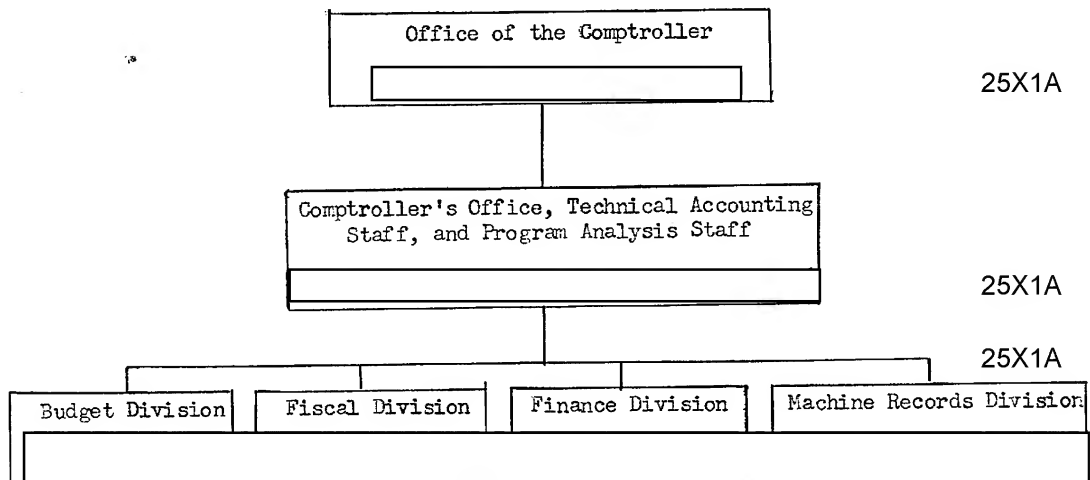 Office of the Comptroller
25X1A
Comptroller's Office, Technical Accounting
Staff, and Program Analysis Staff
25X1A
25X1A
Budget Division
Fiscal Division
Finance Division
Machine Records Division